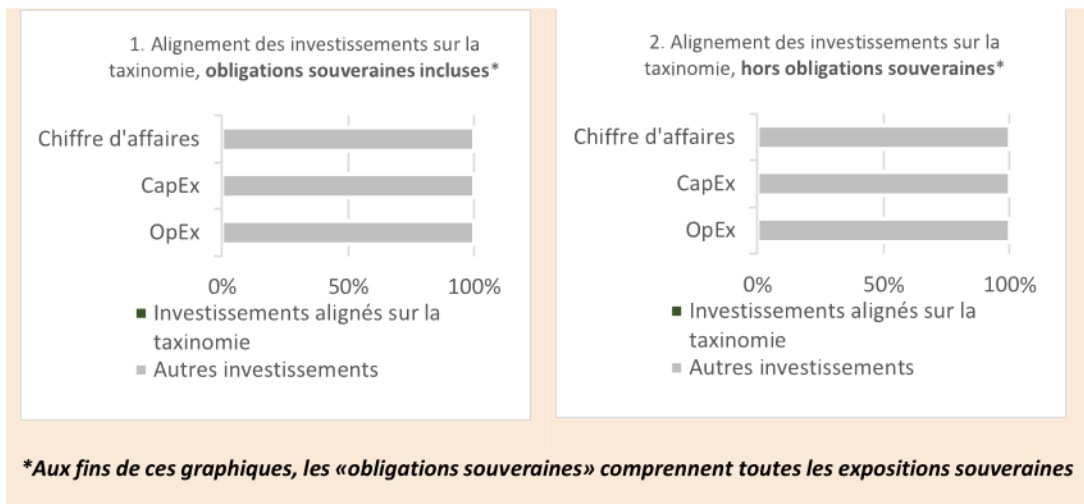 1. Alignement des investissements sur la
taxinomie, obligations souveraines incluses*
Chiffre d'affaires
CapEx
OpEx
0% 50% 100%
Investissements alignés sur la
taxinomie
Autres investissements
2. Alignement des investissements sur la
taxinomie, hors obligations souveraines*
Chiffre d'affaires
CapEx
OpEx
0% 50% 100%
Investissements alignés sur la
taxinomie
Autres investissements
*Aux fins de ces graphiques, les «obligations souveraines» comprennent toutes les expositions souveraines